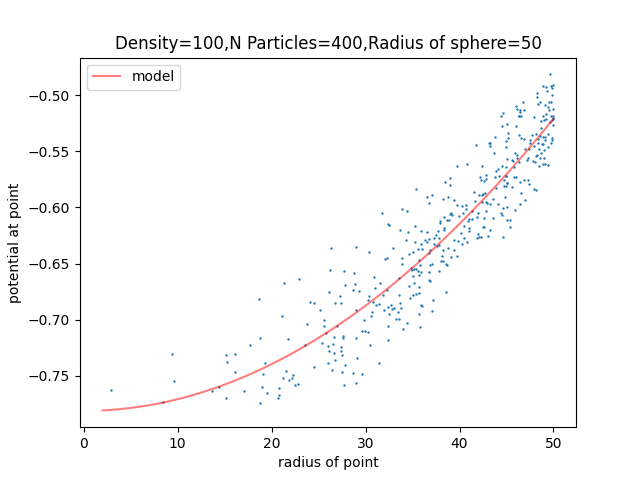 Density=100,N Particles=400,Radius of sphere=50
model
−0.50
−0.55
−0.60
−0.65
−0.70
−0.75
potential at point
0 10 20 30 40 50
radius of point